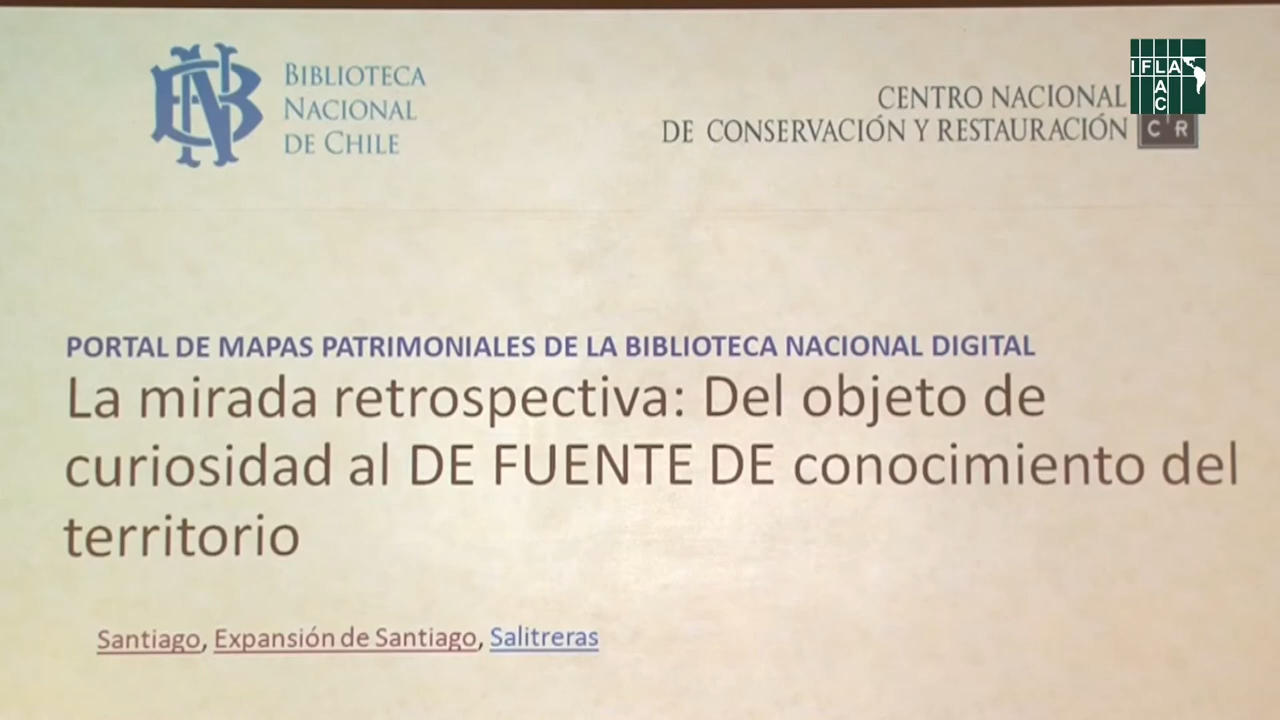 BIBLIOTECA
NACIONAL
DE CHILE
CENTRO NACIONAL
DE CONSERVACIÓN Y RESTAURACIÓN
C R
IFLA
LAC
PORTAL DE MAPAS PATRIMONIALES DE LA BIBLIOTECA NACIONAL DIGITAL
La mirada retrospectiva: Del objeto de
curiosidad al DE FUENTE DE conocimiento del
territorio
Santiago, Expansión de Santiago, Salitreras